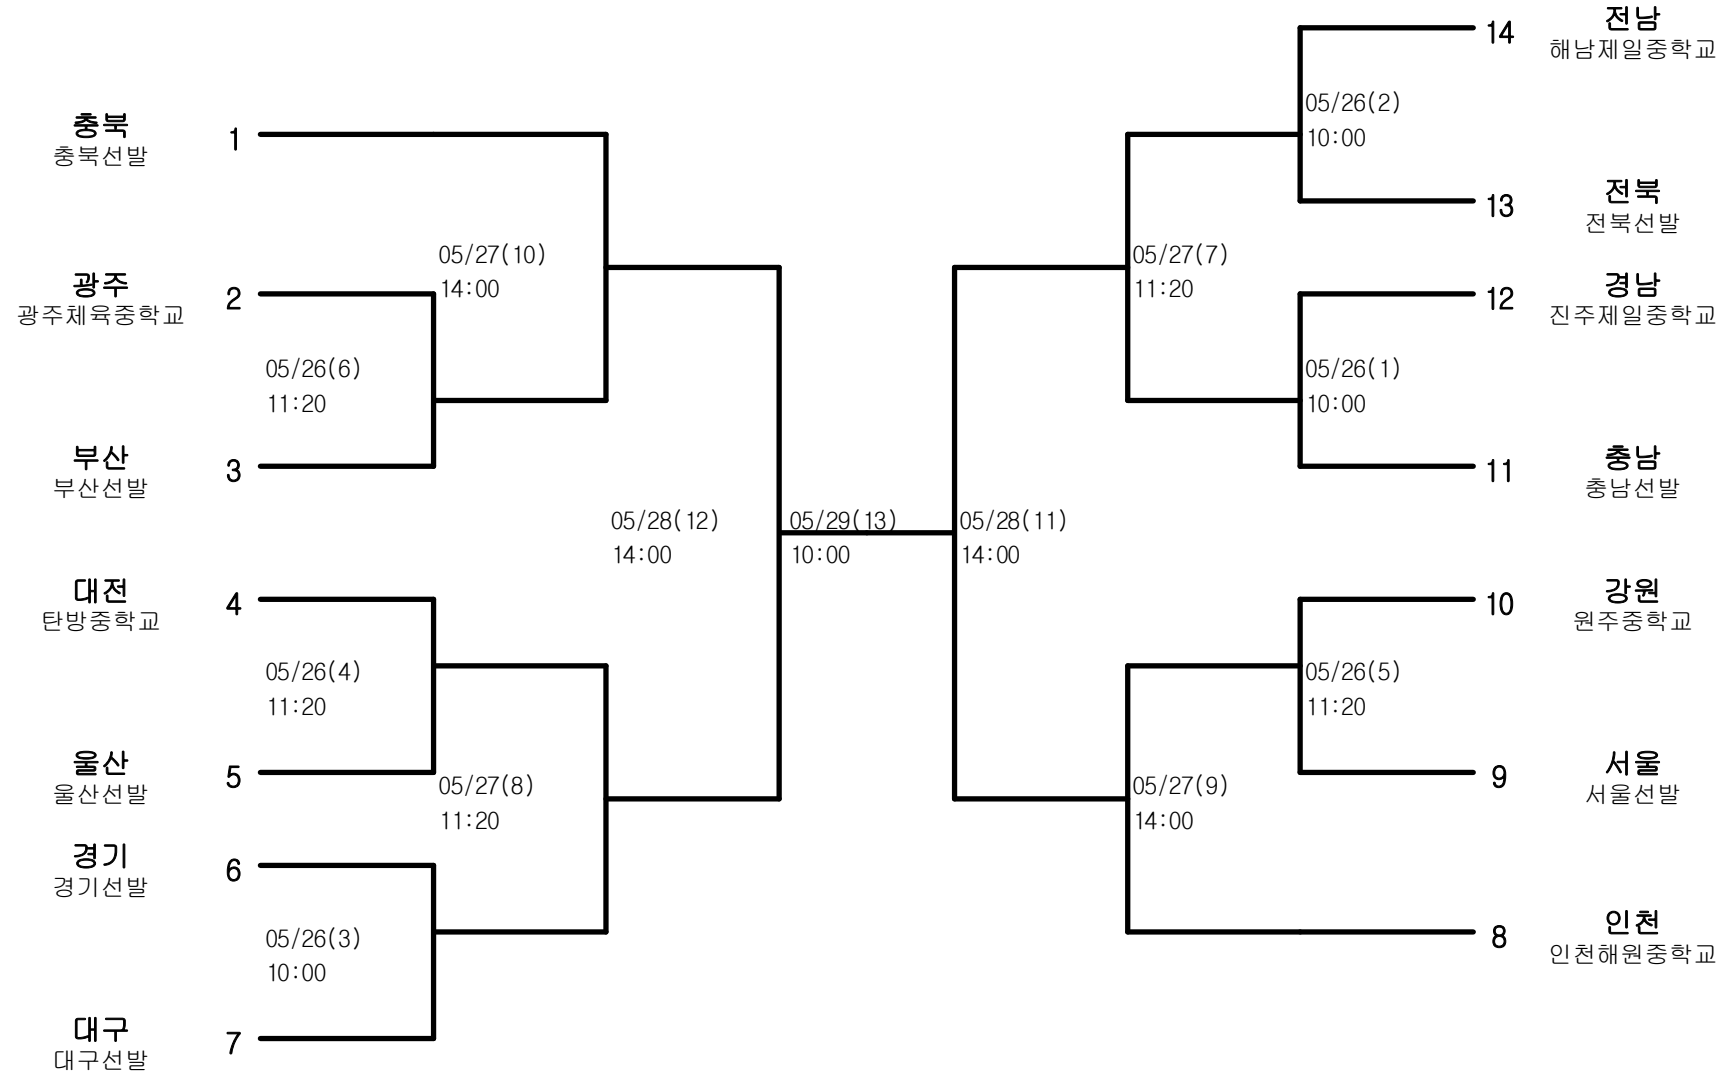 충북
충북선발
1
05/27(10)
14:00
광주
광주체육중학교
2
05/26(6)
11:20
부산
부산선발
3
05/28(12)
14:00
대전
탄방중학교
4
05/26(4)
11:20
울산
울산선발
5
05/27(8)
11:20
경기
경기선발
6
05/26(3)
10:00
대구
대구선발
7
05/29(13)
10:00
14
전남
해남제일중학교
05/26(2)
10:00
13
전북
전북선발
05/27(7)
11:20
12
경남
진주제일중학교
05/26(1)
10:00
11
충남
충남선발
05/28(11)
14:00
10
강원
원주중학교
05/26(5)
11:20
9
서울
서울선발
05/27(9)
14:00
8
인천
인천해원중학교